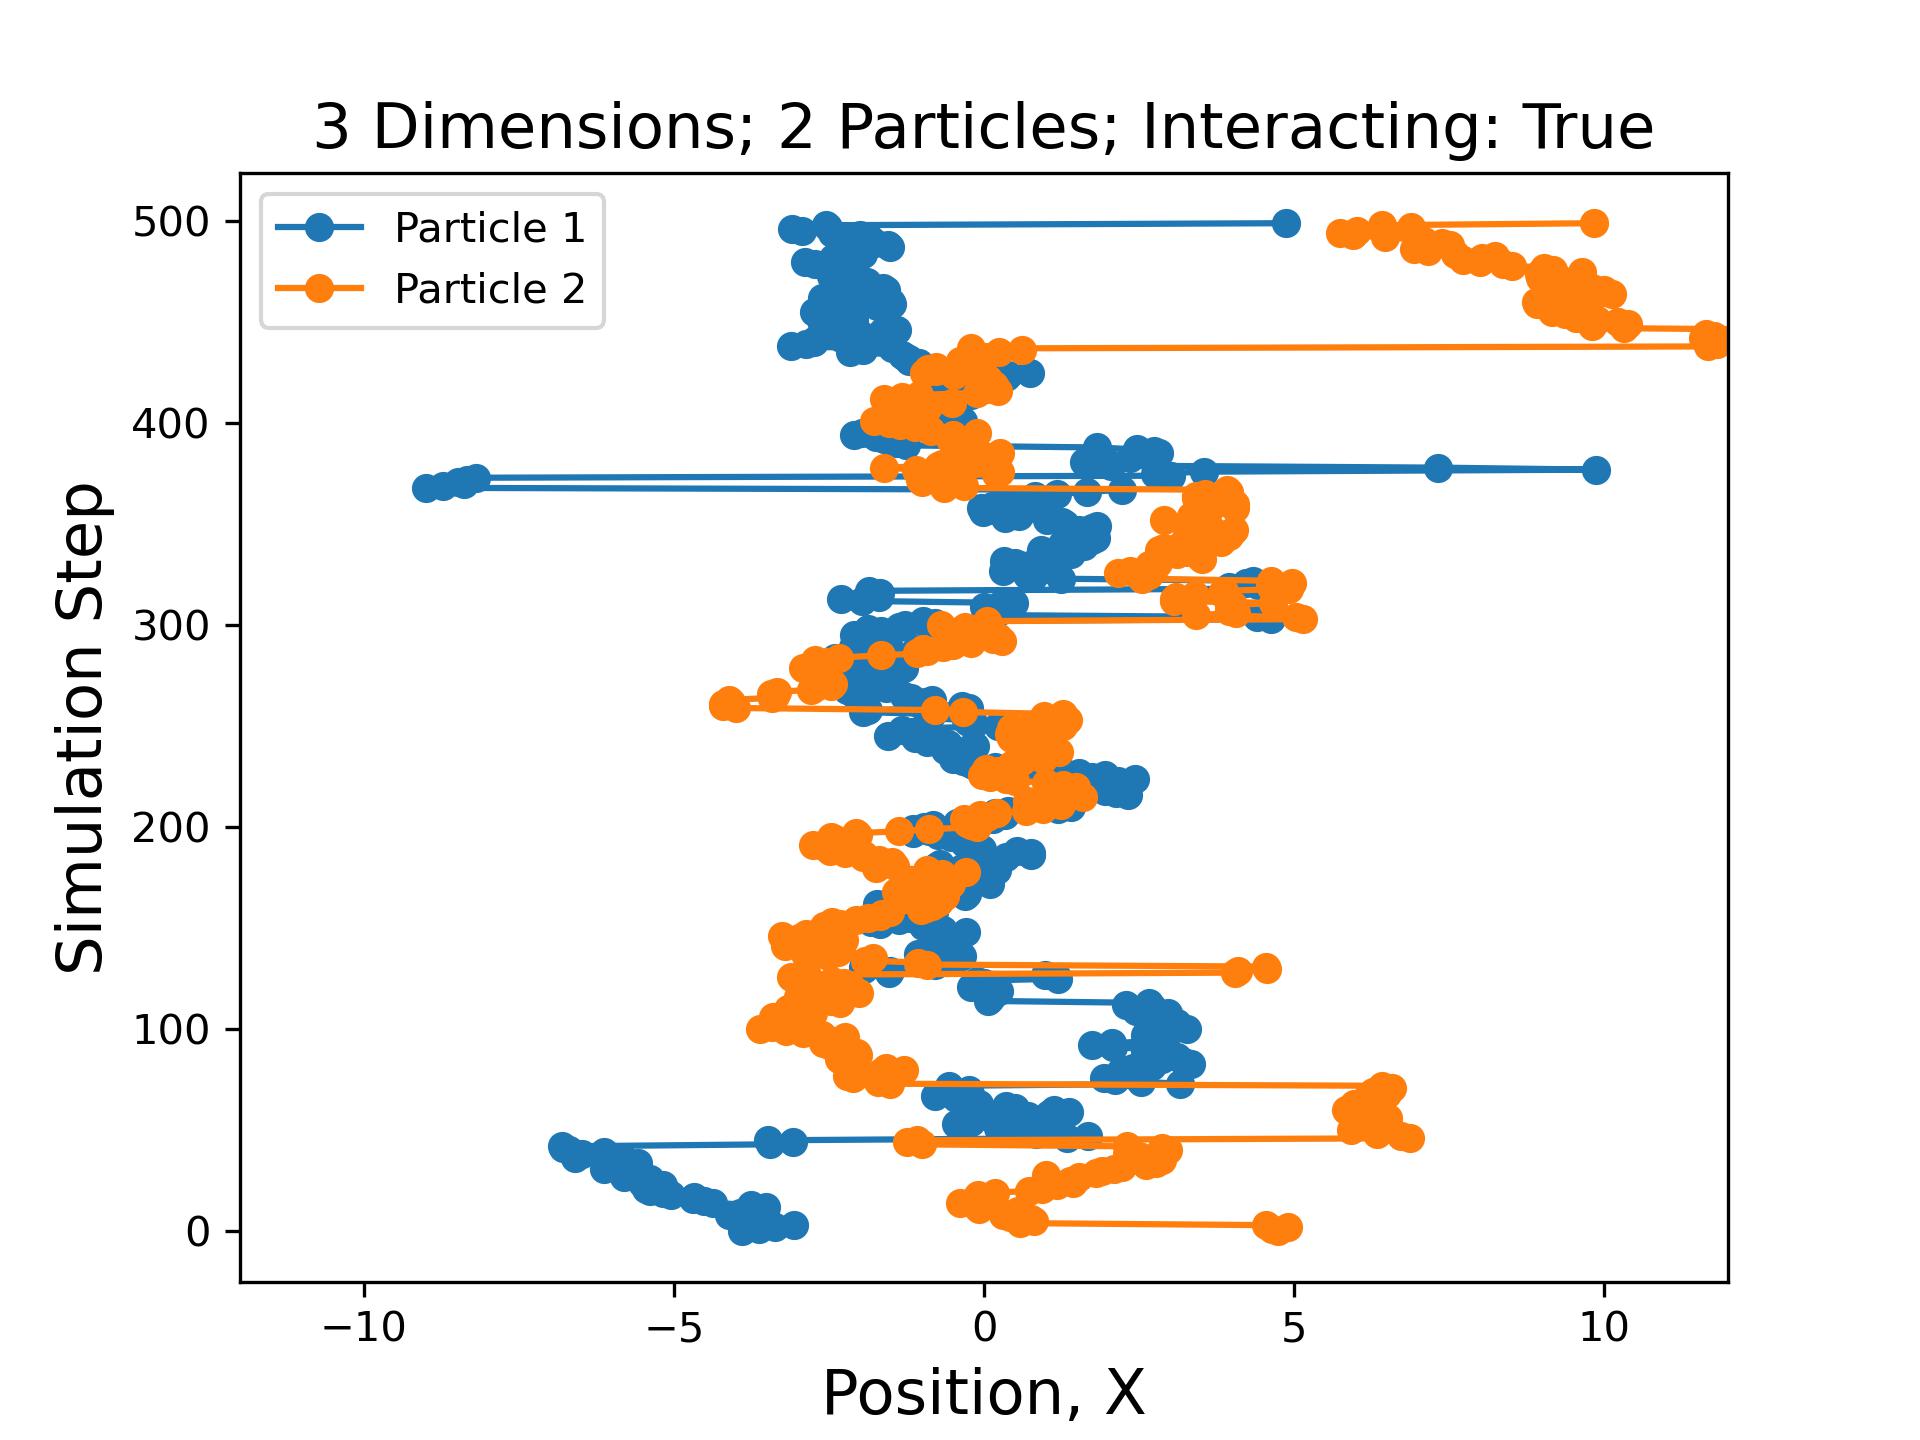 3 Dimensions; 2 Particles; Interacting: True
Particle 1
Particle 2
500
400
300
200
100
0
Simulation Step
−10
−5
0
5
10
Position, X